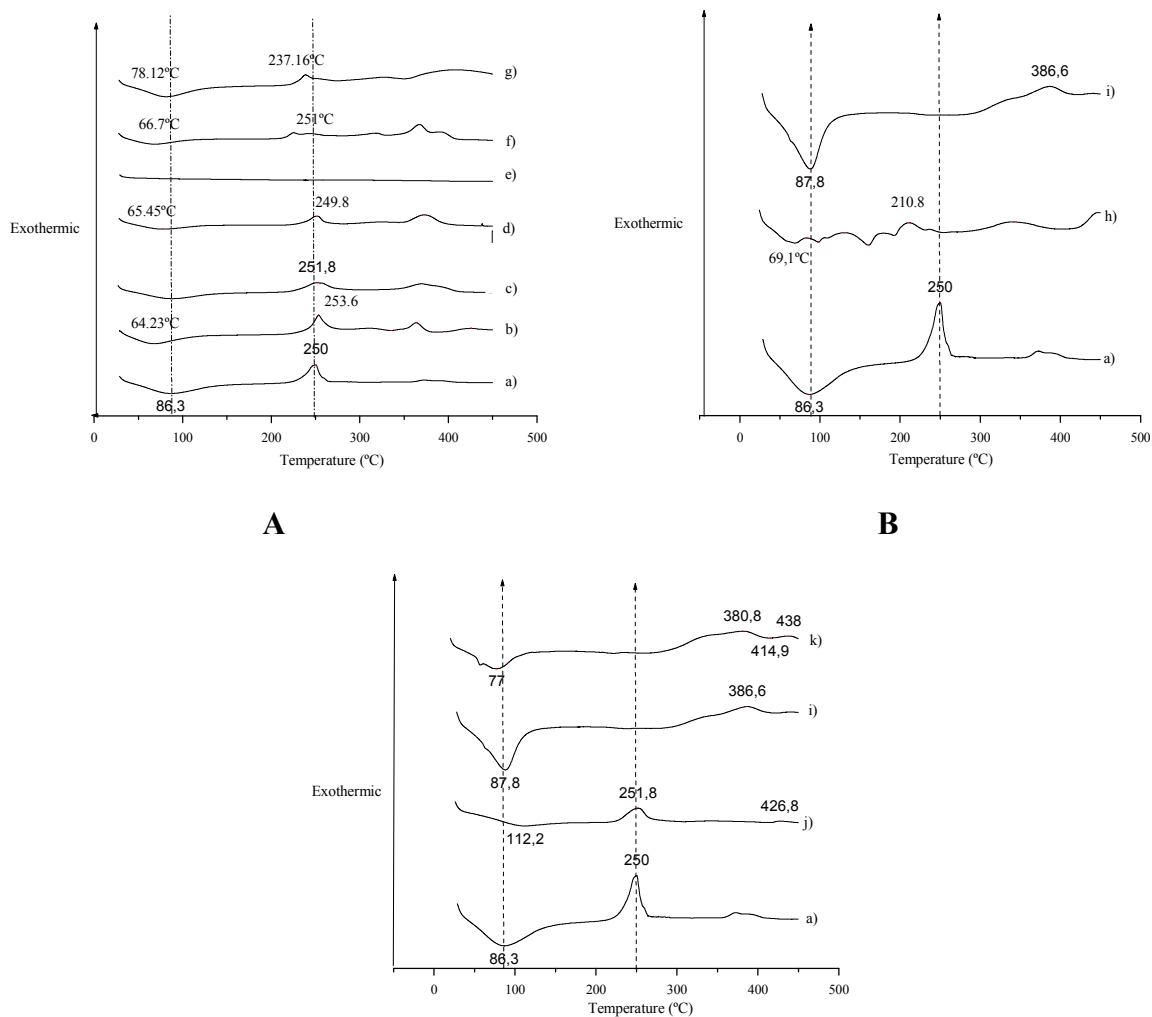 237.16ºC
78.12ºC
g)
66.7ºC
251ºC
f)
e)
65.45ºC
249.8
d)
Exothermic
251,8
c)
253.6
64.23ºC
b)
250
a)
86,3
0 100 200 300 400 500
Temperature (ºC)
A
386,6
i)
87,8
210.8
h)
Exothermic
69,1ºC
250
a)
86,3
0 100 200 300 400 500
Temperature (ºC)
B
380,8 438
k)
414,9
77
386,6
i)
87,8
Exothermic
251,8
426,8
j)
112,2
250
a)
86,3
0 100 200 300 400 500
Temperature (ºC)